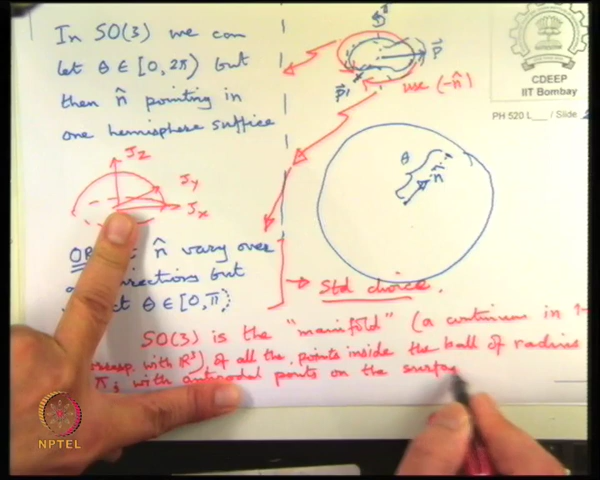 In SO(3) we can
let θ ∈ [0, 2π) but
then n̂ pointing in
one hemisphere suffice
J_z
J_y
J_x
OR n̂ vary over
directions but
θ ∈ [0, π]
p⃗
p⃗'
use (-n̂)
θ
n̂
Std choice.
SO(3) is the "manifold" (a continuum in 1-
with R³) of all the points inside the ball of radius
π; with antipodal points on the surfa
CDEEP
IIT Bombay
PH 520 L___ / Slide
NPTEL